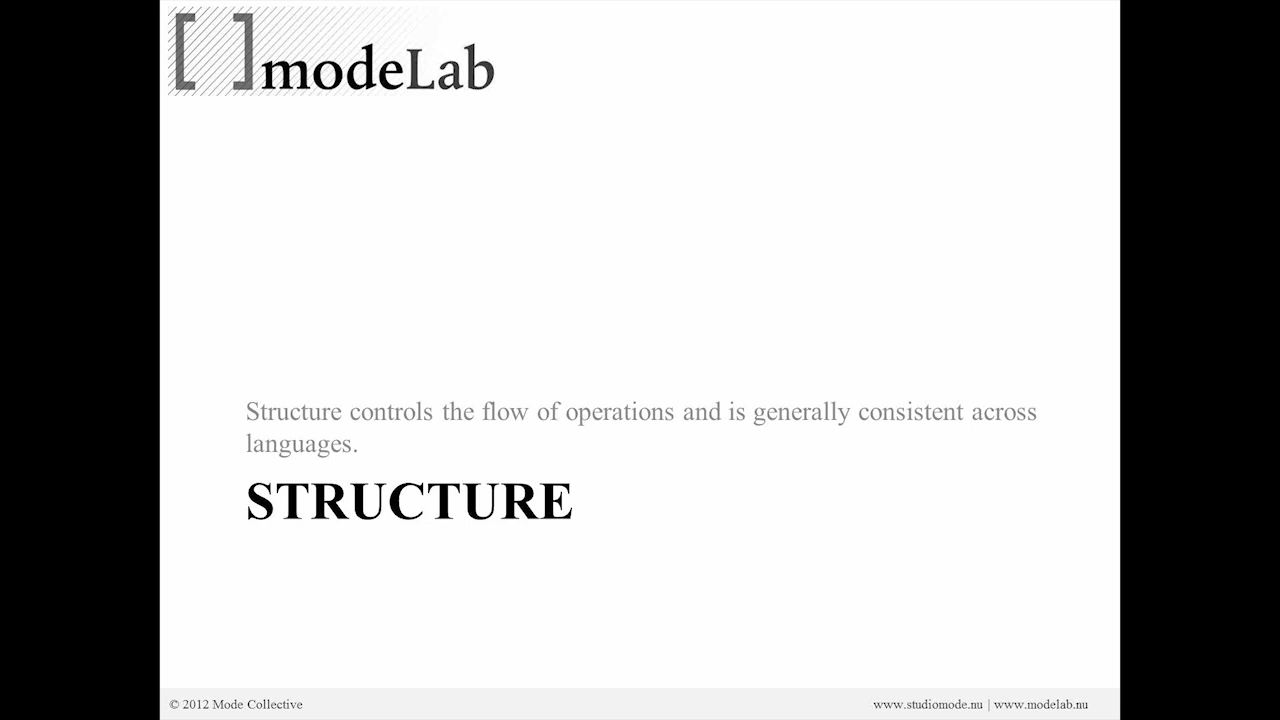 [ ]modeLab
Structure controls the flow of operations and is generally consistent across
languages.
STRUCTURE
© 2012 Mode Collective
www.studiomode.nu | www.modelab.nu